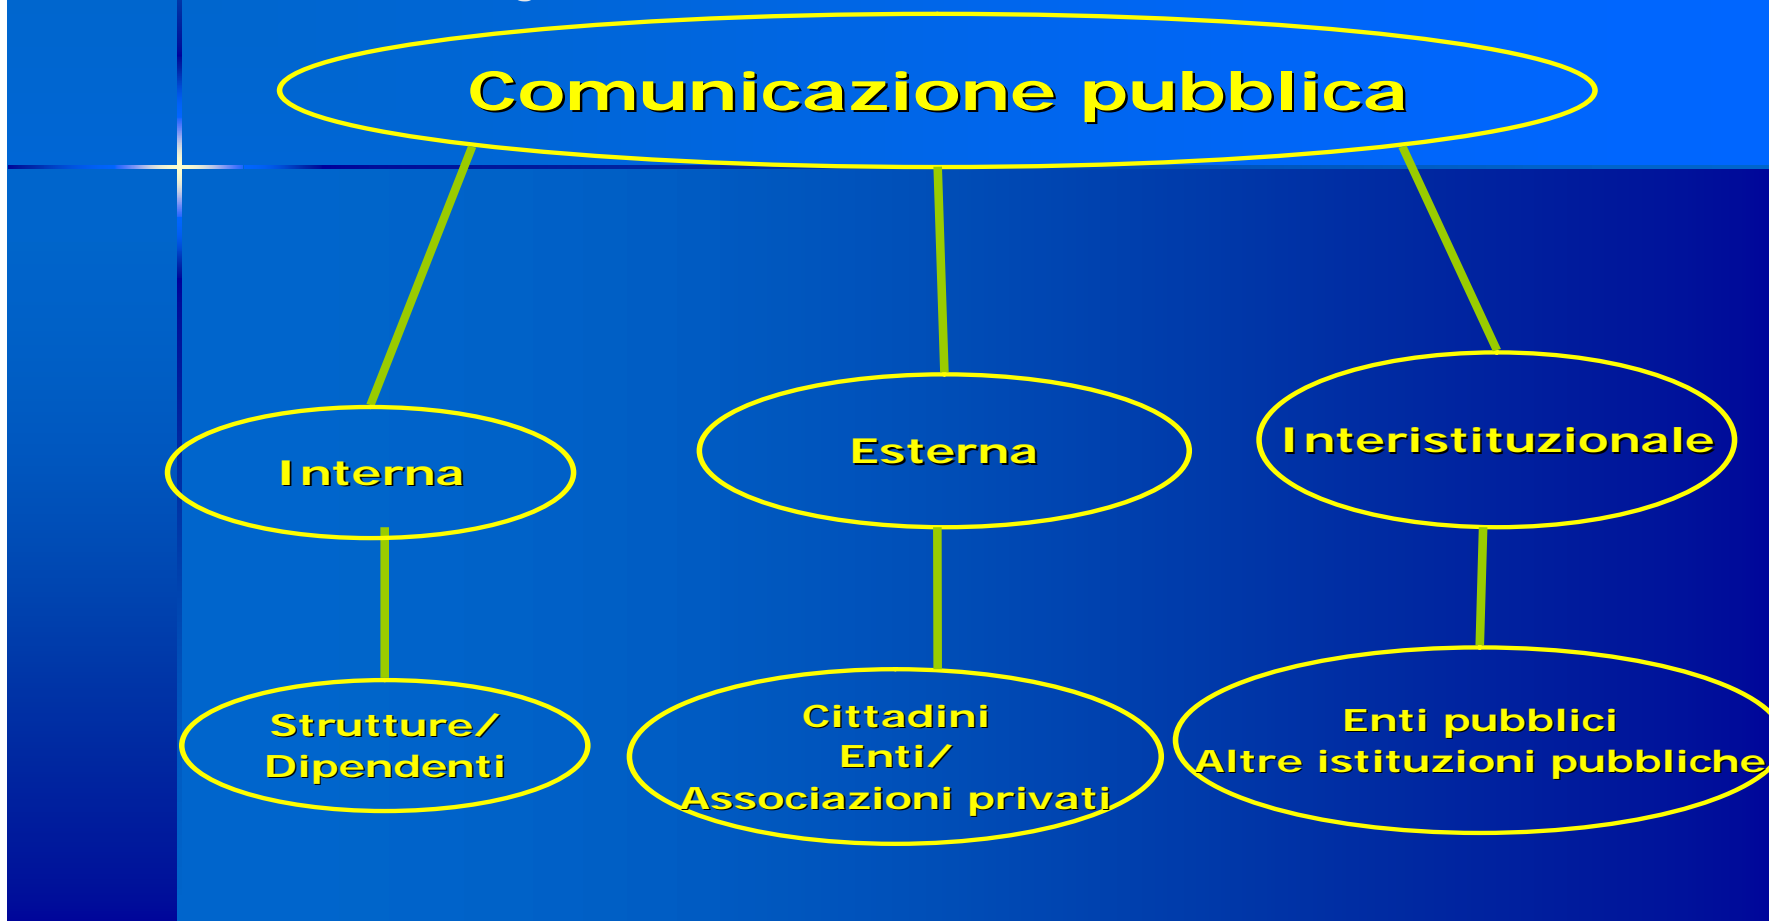 Comunicazione pubblica
Interna
Esterna
Interistituzionale
Strutture/
Dipendenti
Cittadini
Enti/
Associazioni privati
Enti pubblici
Altre istituzioni pubbliche